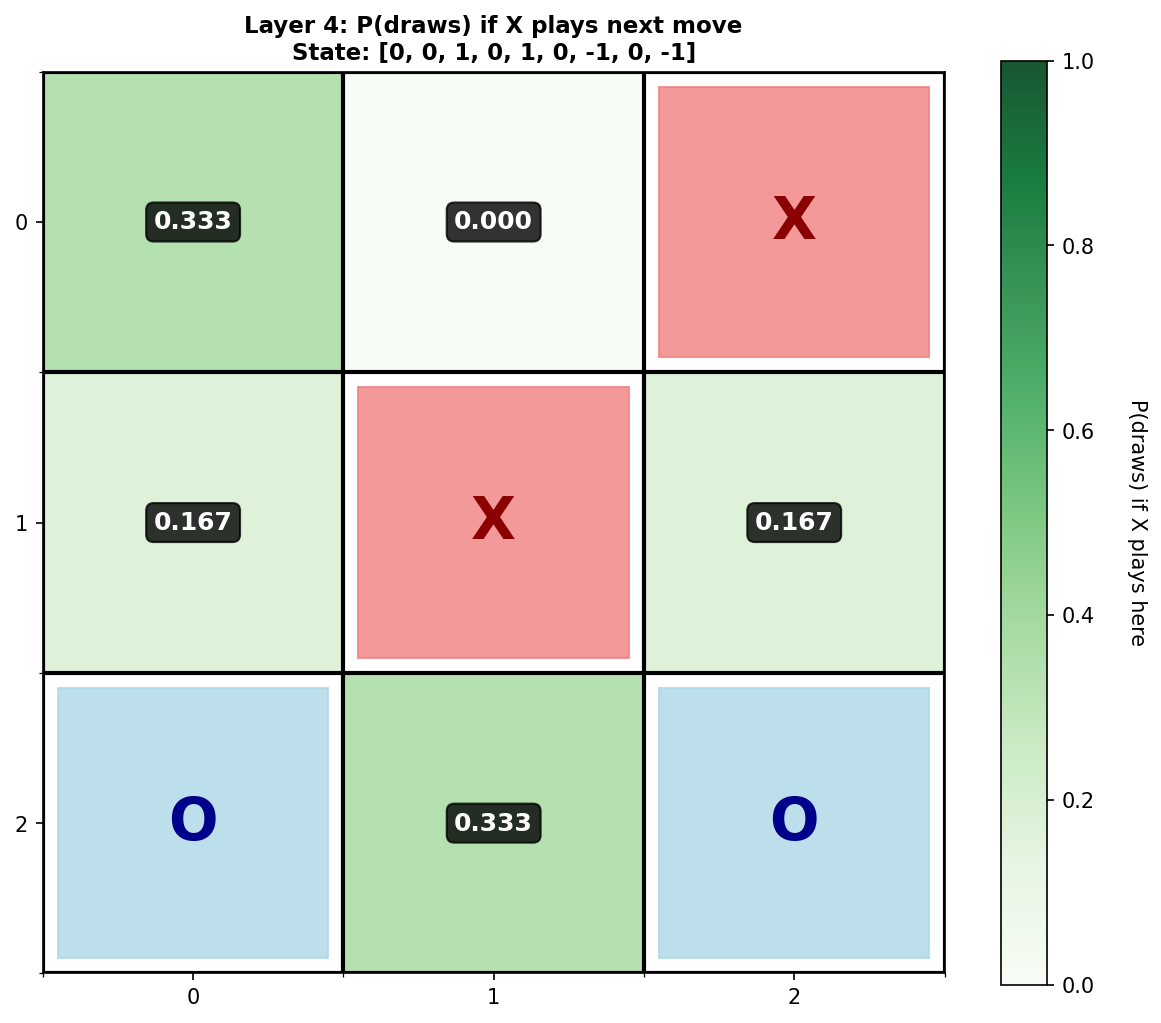 Layer 4: P(draws) if X plays next move
State: [0, 0, 1, 0, 1, 0, -1, 0, -1]
0.333
0.000
X
0.167
X
0.167
O
0.333
O
0
1
2
0
1
2
1.0
0.8
0.6
0.4
0.2
0.0
P(draws) if X plays here